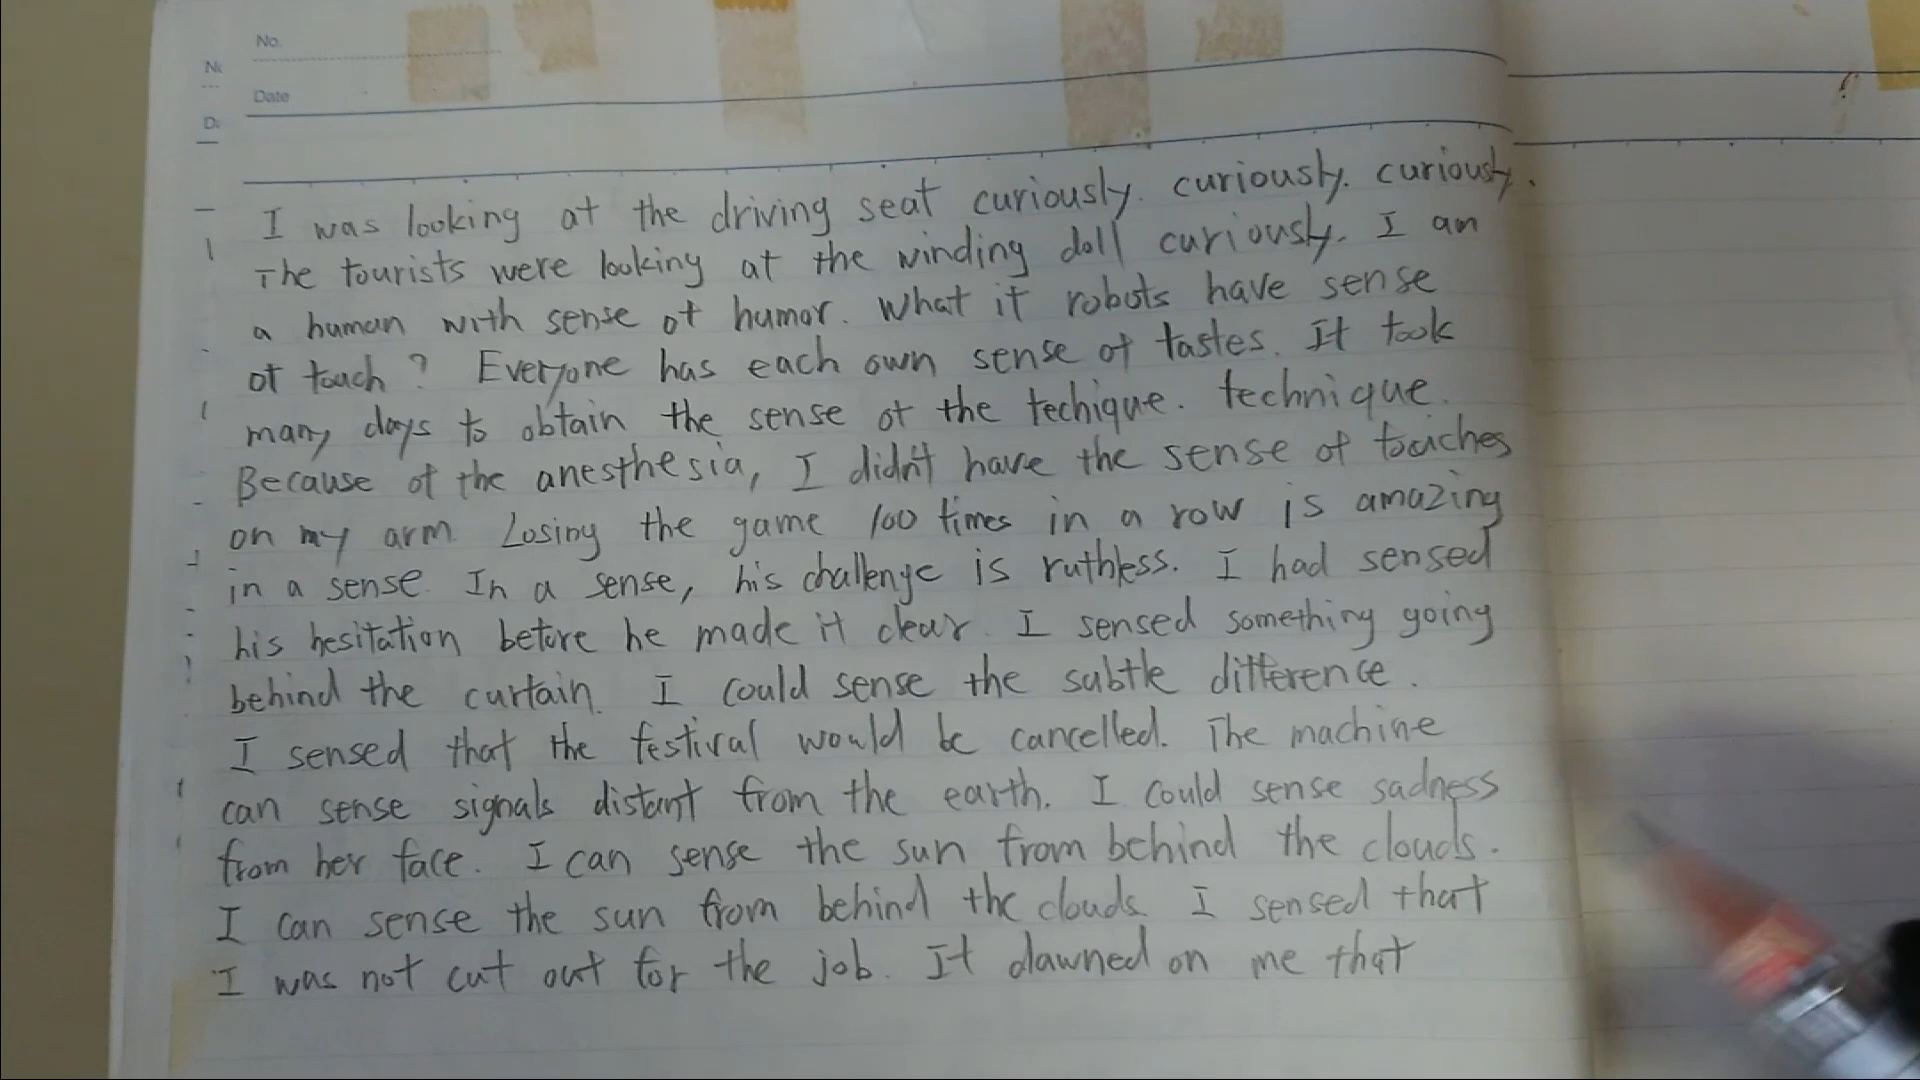 No.
Date
I was looking at the driving seat curiously. curiously. curiously.
The tourists were looking at the winding doll curiously. I am
a human with sense of humor. What if robots have sense
of touch? Everyone has each own sense of tastes. It took
many days to obtain the sense of the techique. technique.
Because of the anesthesia, I didn't have the sense of touches
on my arm. Losing the game 100 times in a row is amazing
in a sense. In a sense, his challenge is ruthless. I had sensed
his hesitation before he made it clear. I sensed something going
behind the curtain. I could sense the subtle difference.
I sensed that the festival would be cancelled. The machine
can sense signals distant from the earth. I could sense sadness
from her face. I can sense the sun from behind the clouds.
I can sense the sun from behind the clouds. I sensed that
I was not cut out for the job. It dawned on me that